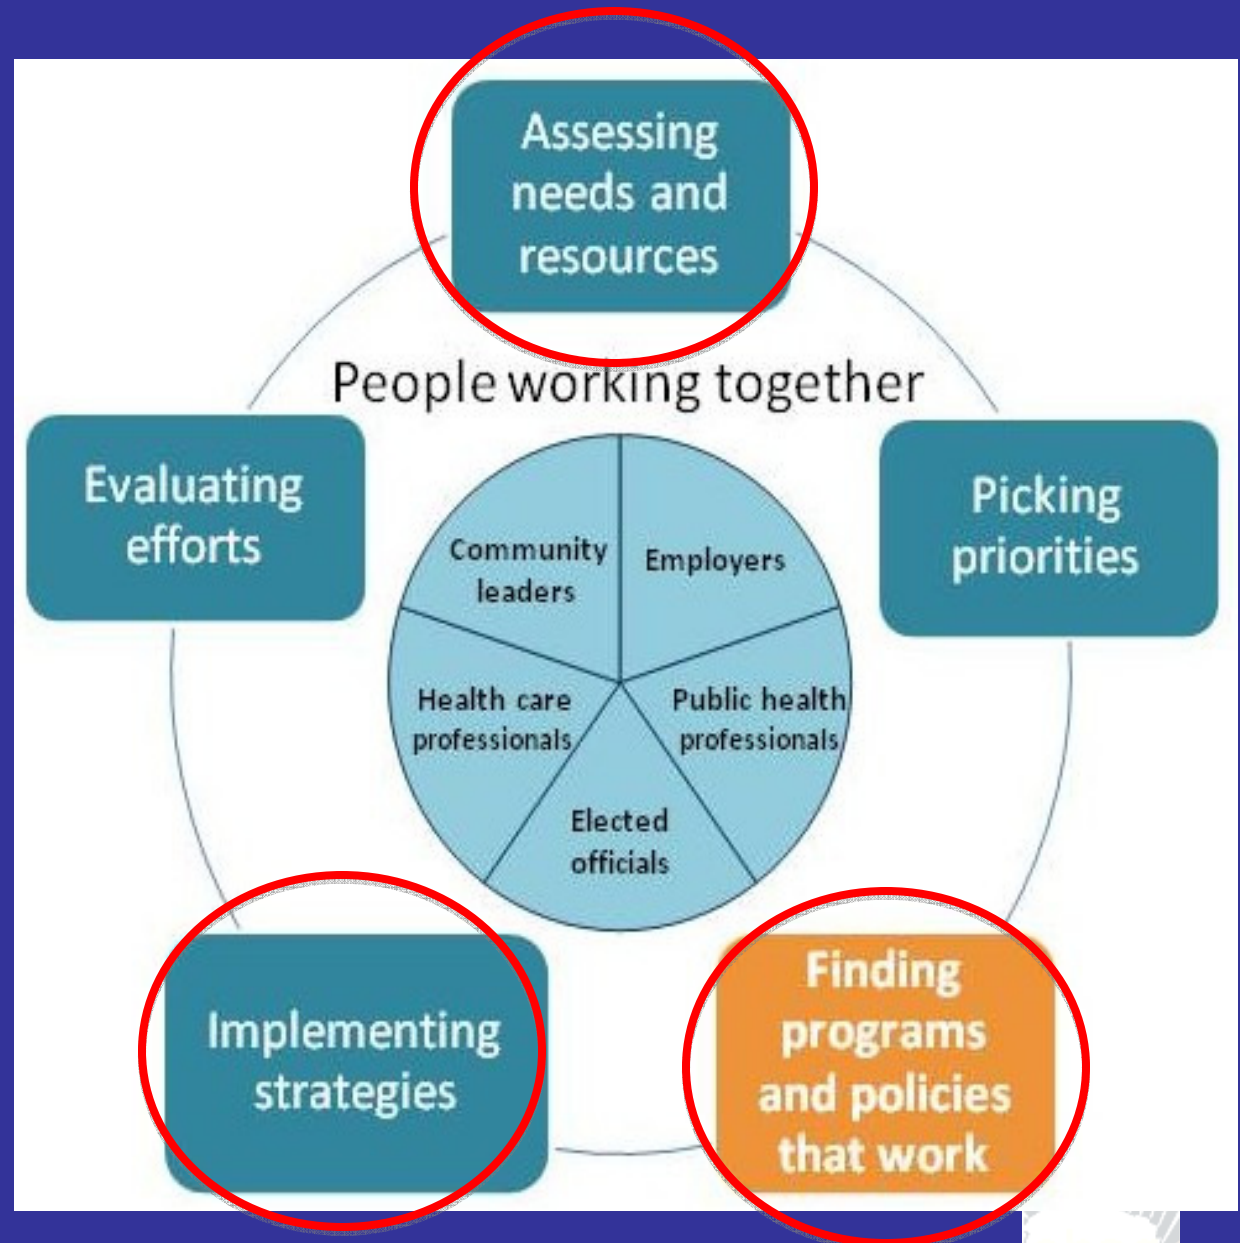 Assessing
needs and
resources
People working together
Evaluating
efforts
Picking
priorities
Community
leaders
Employers
Health care
professionals
Public health
professionals
Elected
officials
Implementing
strategies
Finding
programs
and policies
that work